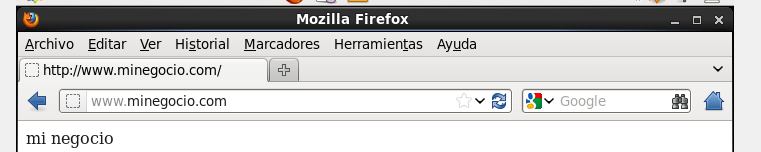 Mozilla Firefox
Archivo Editar Ver Historial Marcadores Herramientas Ayuda
http://www.minegocio.com/
www.minegocio.com Google
mi negocio